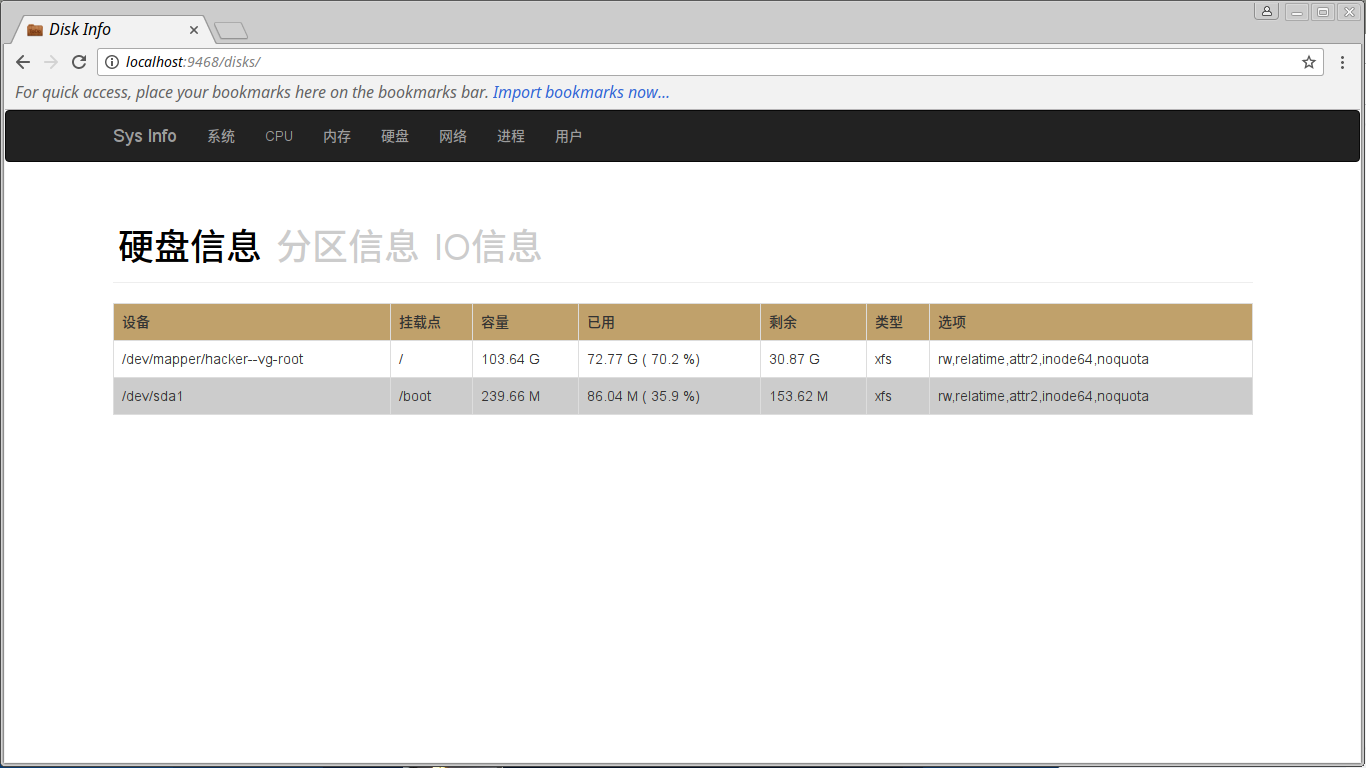 Disk Info
localhost:9468/disks/
For quick access, place your bookmarks here on the bookmarks bar. Import bookmarks now...
Sys Info 系统 CPU 内存 硬盘 网络 进程 用户
硬盘信息 分区信息 IO信息
设备 挂载点 容量 已用 剩余 类型 选项
/dev/mapper/hacker--vg-root / 103.64 G 72.77 G ( 70.2 %) 30.87 G xfs rw,relatime,attr2,inode64,noquota
/dev/sda1 /boot 239.66 M 86.04 M ( 35.9 %) 153.62 M xfs rw,relatime,attr2,inode64,noquota